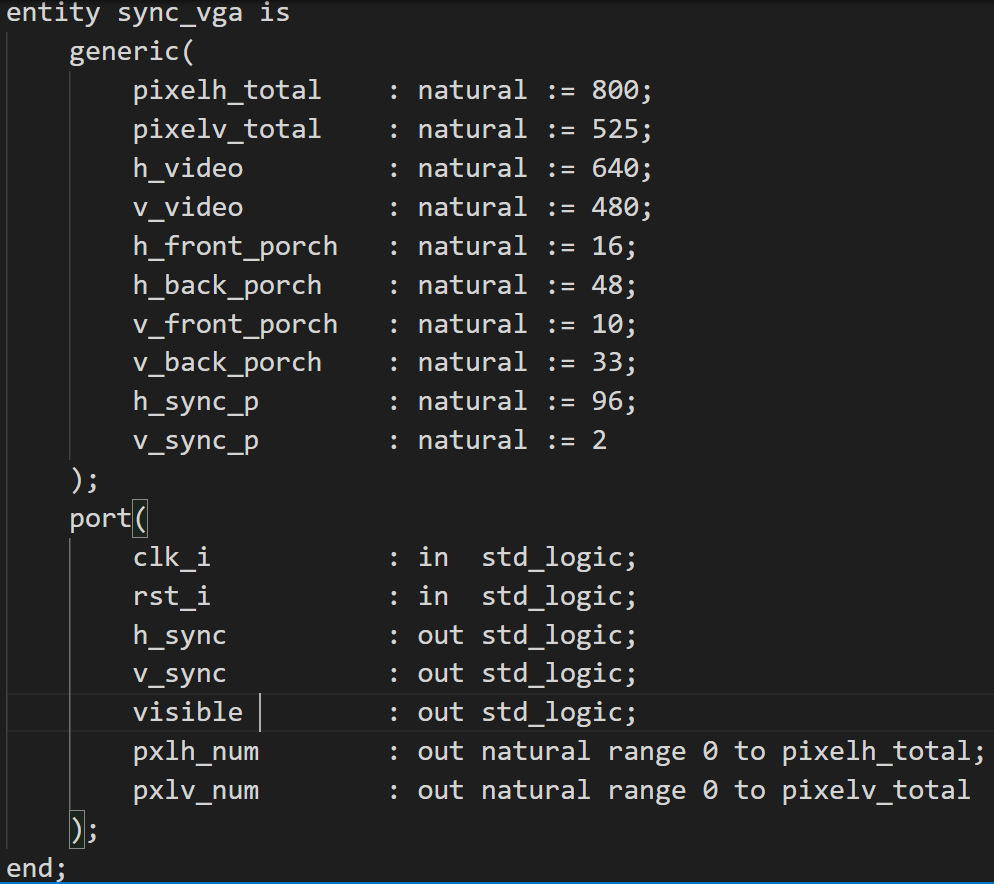 entity sync_vga is
    generic(
        pixelh_total    : natural := 800;
        pixelv_total    : natural := 525;
        h_video         : natural := 640;
        v_video         : natural := 480;
        h_front_porch   : natural := 16;
        h_back_porch    : natural := 48;
        v_front_porch   : natural := 10;
        v_back_porch    : natural := 33;
        h_sync_p        : natural := 96;
        v_sync_p        : natural := 2
    );
    port(
        clk_i           : in  std_logic;
        rst_i           : in  std_logic;
        h_sync          : out std_logic;
        v_sync          : out std_logic;
        visible         : out std_logic;
        pxlh_num        : out natural range 0 to pixelh_total;
        pxlv_num        : out natural range 0 to pixelv_total
    );
end;